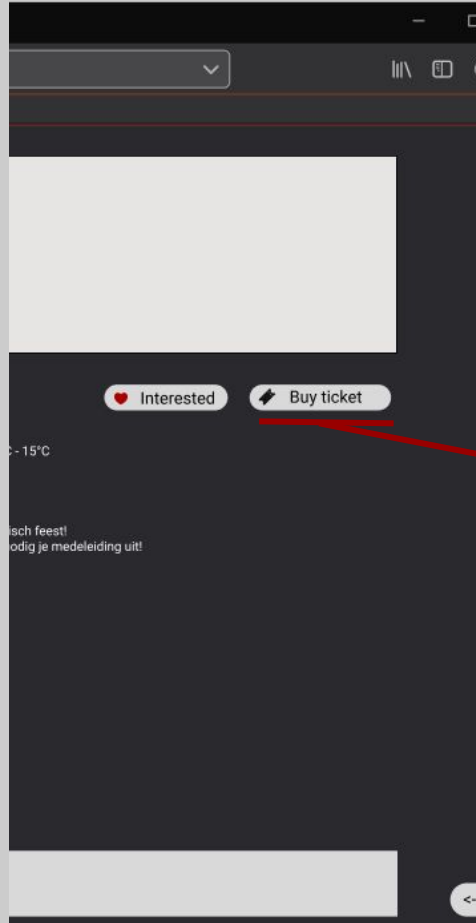 Interested
Buy ticket
- 15°C
isch feest!
odig je medeleiding uit!
<-